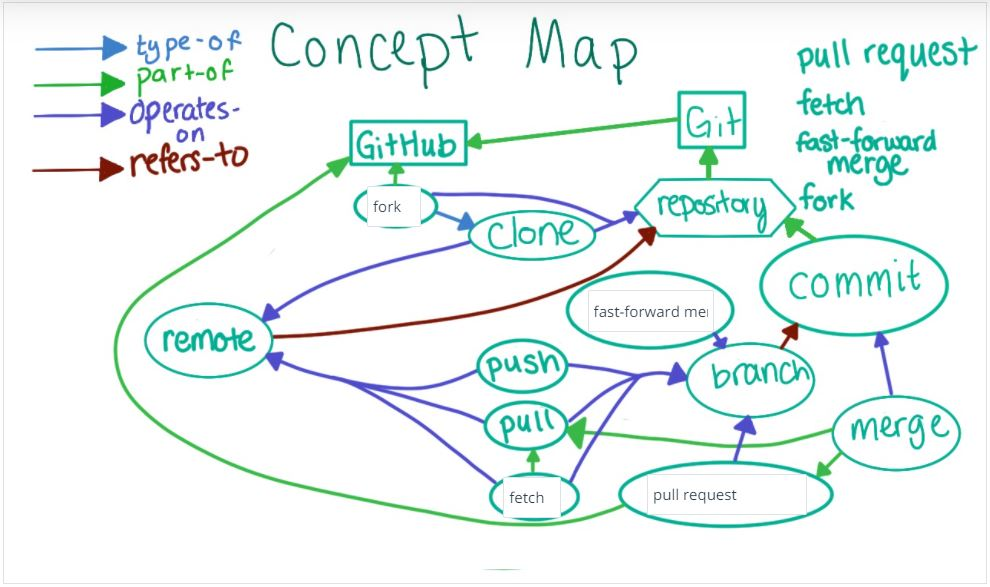 Concept Map
type-of
part-of
operates-
on
refers-to
pull request
fetch
fast-forward
merge
fork
GitHub
Git
fork
repository
clone
commit
fast-forward mer
remote
push
branch
pull
merge
fetch
pull request